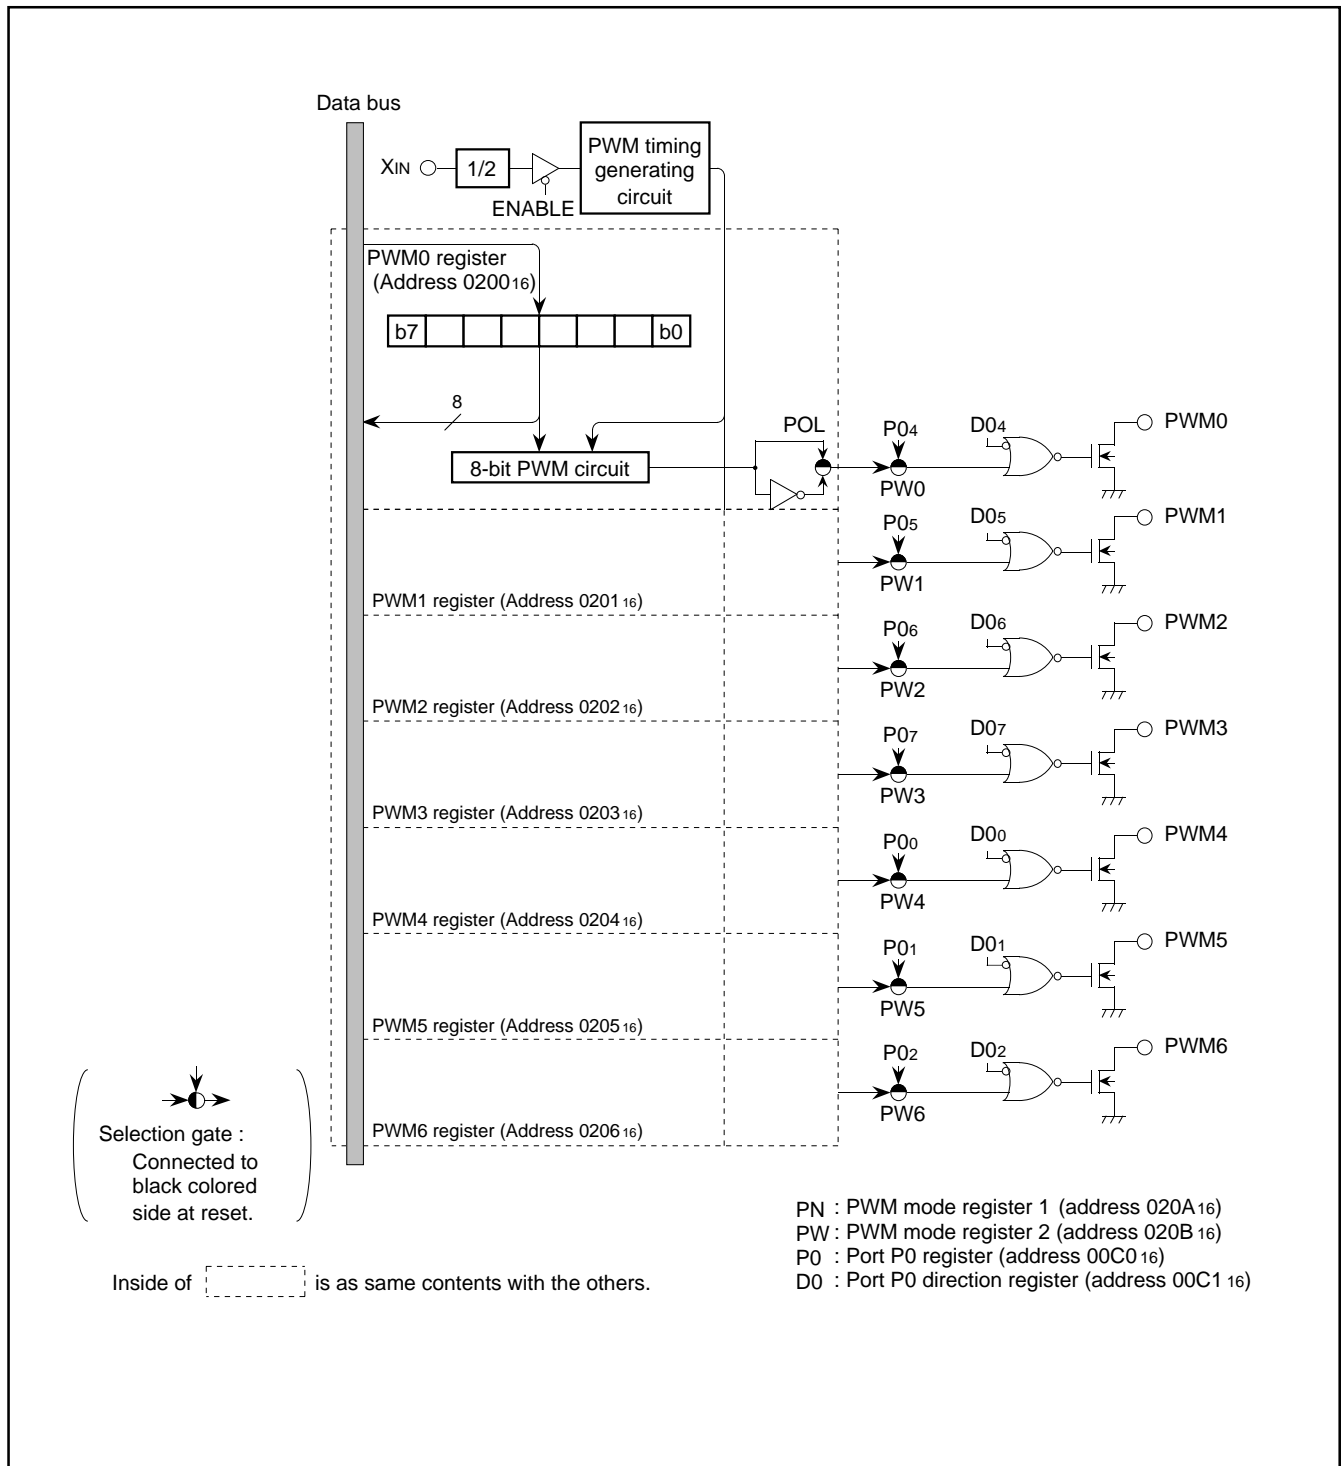 Data bus
XIN
1/2
ENABLE
PWM timing
generating
circuit
PWM0 register
(Address 020016)
b7
b0
8
8-bit PWM circuit
POL
P04
PW0
D04
PWM0
P05
PW1
D05
PWM1
PWM1 register (Address 020116)
P06
PW2
D06
PWM2
PWM2 register (Address 020216)
P07
PW3
D07
PWM3
PWM3 register (Address 020316)
P00
PW4
D00
PWM4
PWM4 register (Address 020416)
P01
PW5
D01
PWM5
PWM5 register (Address 020516)
P02
PW6
D02
PWM6
PWM6 register (Address 020616)
Selection gate :
Connected to
black colored
side at reset.
Inside of is as same contents with the others.
PN : PWM mode register 1 (address 020A16)
PW : PWM mode register 2 (address 020B16)
P0 : Port P0 register (address 00C016)
D0 : Port P0 direction register (address 00C116)